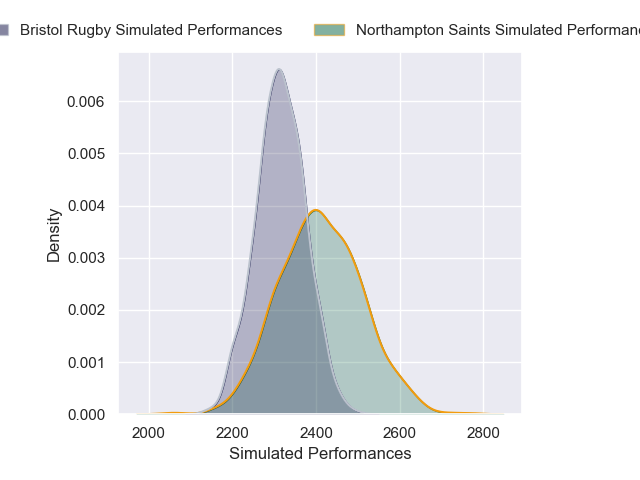 Bristol Rugby Simulated Performances
Northampton Saints Simulated
0.006
0.005
0.004
0.003
0.002
0.001
0.000
Density
2000 2200 2400 2600 2800
Simulated Performances